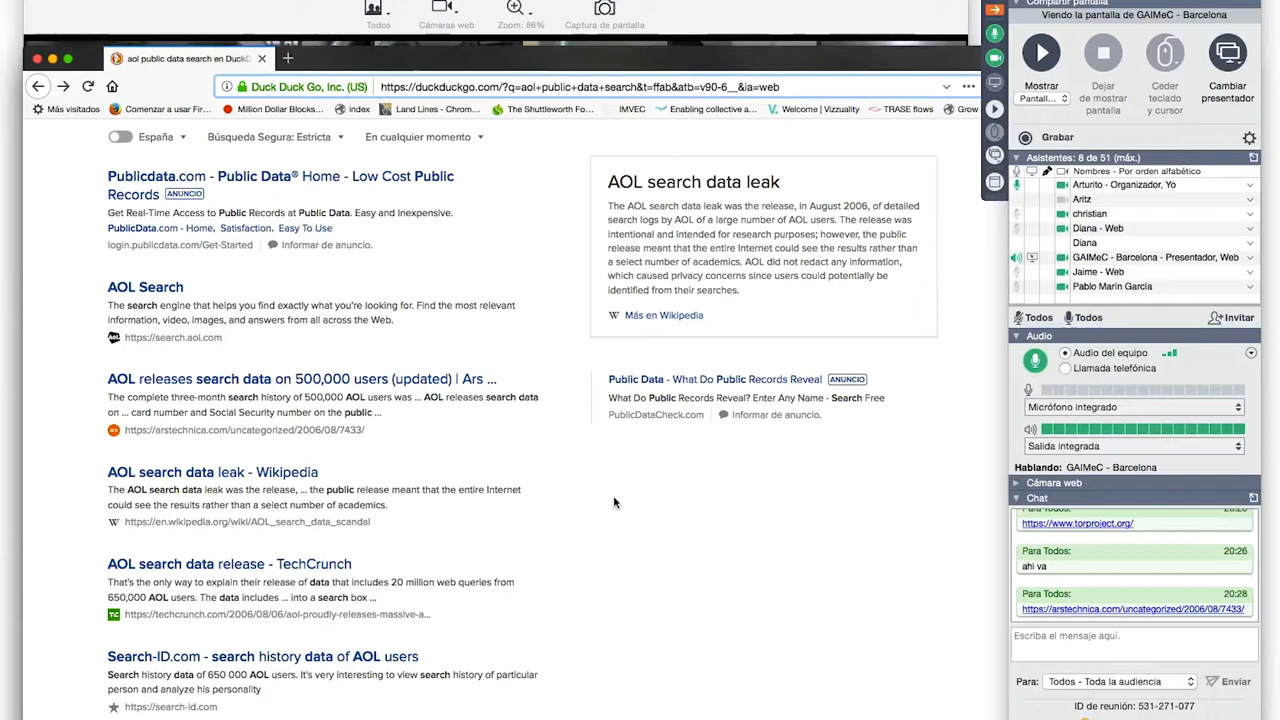 Todos
Cámaras web
Zoom: 86%
Captura de pantalla
aol public data search en DuckD
Duck Duck Go, Inc. (US)
https://duckduckgo.com/?q=aol+public+data+search&t=ffab&atb=v90-6__&ia=web
Más visitados
Comenzar a usar Fir...
Million Dollar Blocks...
index
Land Lines - Chrom...
The Shuttleworth Fo...
IMVEC
Enabling collective a...
Welcome | Vizzuality
TRASE flows
Grow
España
Búsqueda Segura: Estricta
En cualquier momento
Publicdata.com - Public Data® Home - Low Cost Public
Records ANUNCIO
Get Real-Time Access to Public Records at Public Data. Easy and Inexpensive.
PublicData.com - Home. Satisfaction. Easy To Use
login.publicdata.com/Get-Started
Informar de anuncio.
AOL Search
The search engine that helps you find exactly what you're looking for. Find the most relevant
information, video, images, and answers from all across the Web.
https://search.aol.com
AOL releases search data on 500,000 users (updated) | Ars ...
The complete three-month search history of 500,000 AOL users was ... AOL releases search data
on ... card number and Social Security number on the public ...
https://arstechnica.com/uncategorized/2006/08/7433/
AOL search data leak - Wikipedia
The AOL search data leak was the release, ... the public release meant that the entire Internet
could see the results rather than a select number of academics.
https://en.wikipedia.org/wiki/AOL_search_data_scandal
AOL search data release - TechCrunch
That's the only way to explain their release of data that includes 20 million web queries from
650,000 AOL users. The data includes ... into a search box ...
https://techcrunch.com/2006/08/06/aol-proudly-releases-massive-a...
Search-ID.com - search history data of AOL users
Search history data of 650 000 AOL users. It's very interesting to view search history of particular
person and analyze his personality
https://search-id.com
AOL search data leak
The AOL search data leak was the release, in August 2006, of detailed
search logs by AOL of a large number of AOL users. The release was
intentional and intended for research purposes; however, the public
release meant that the entire Internet could see the results rather than
a select number of academics. AOL did not redact any information,
which caused privacy concerns since users could potentially be
identified from their searches.
W Más en Wikipedia
Public Data - What Do Public Records Reveal ANUNCIO
What Do Public Records Reveal? Enter Any Name - Search Free
PublicDataCheck.com
Informar de anuncio.
Compartir pantalla
Viendo la pantalla de GAIMeC - Barcelona
Mostrar
Pantall...
Dejar
de mostrar
pantalla
Ceder
teclado
y cursor
Cambiar
presentador
Grabar
Asistentes: 8 de 51 (máx.)
Nombres - Por orden alfabético
Arturito - Organizador, Yo
Aritz
christian
Diana - Web
Diana
GAIMeC - Barcelona - Presentador, Web
Jaime - Web
Pablo Marín García
Todos
Todos
Invitar
Audio
Audio del equipo
Llamada telefónica
Micrófono integrado
Salida integrada
Hablando: GAIMeC - Barcelona
Cámara web
Chat
https://www.torproject.org/
Para Todos: 20:26
ahi va
Para Todos: 20:28
https://arstechnica.com/uncategorized/2006/08/7433/
Escriba el mensaje aquí.
Para: Todos - Toda la audiencia
Enviar
ID de reunión: 531-271-077